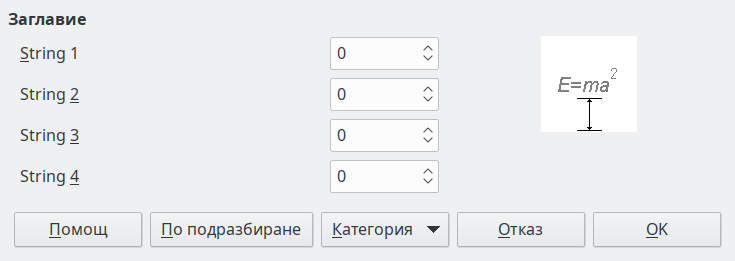 Заглавие
String 1
0
String 2
0
String 3
0
String 4
0
E=ma²
Помощ
По подразбиране
Категория
Отказ
OK